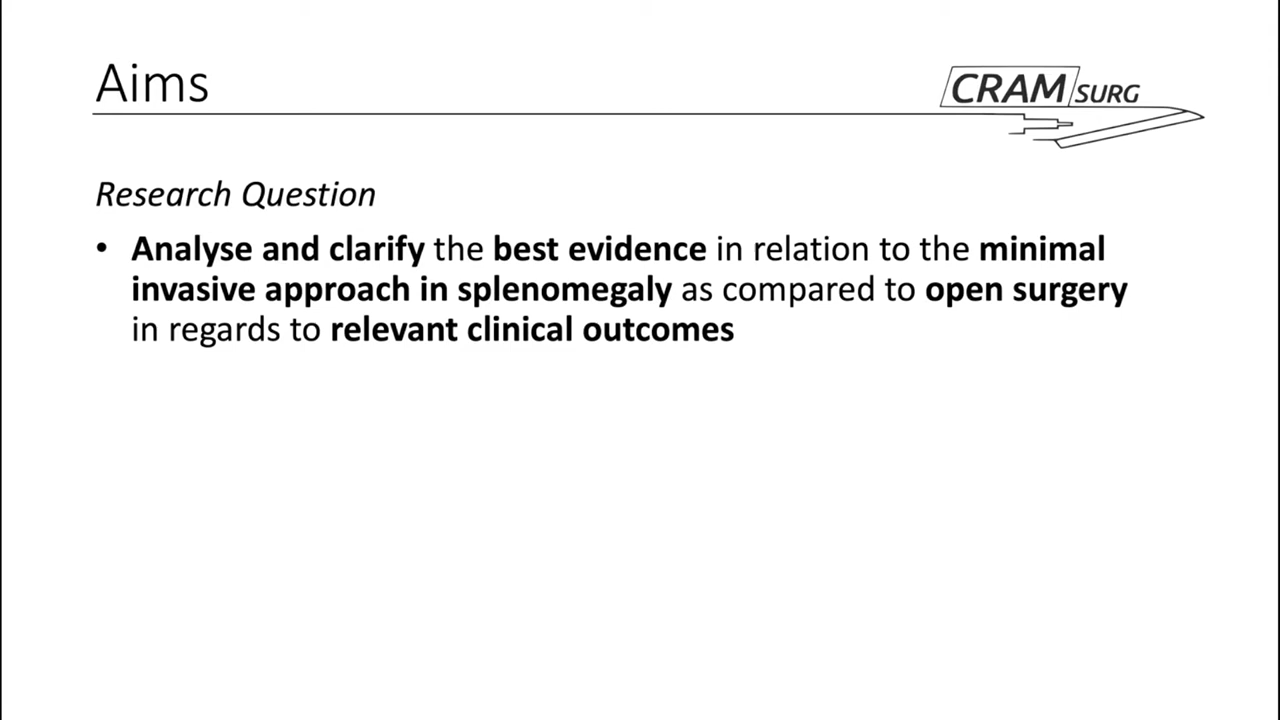 Aims
CRAM SURG
Research Question
• Analyse and clarify the best evidence in relation to the minimal
invasive approach in splenomegaly as compared to open surgery
in regards to relevant clinical outcomes